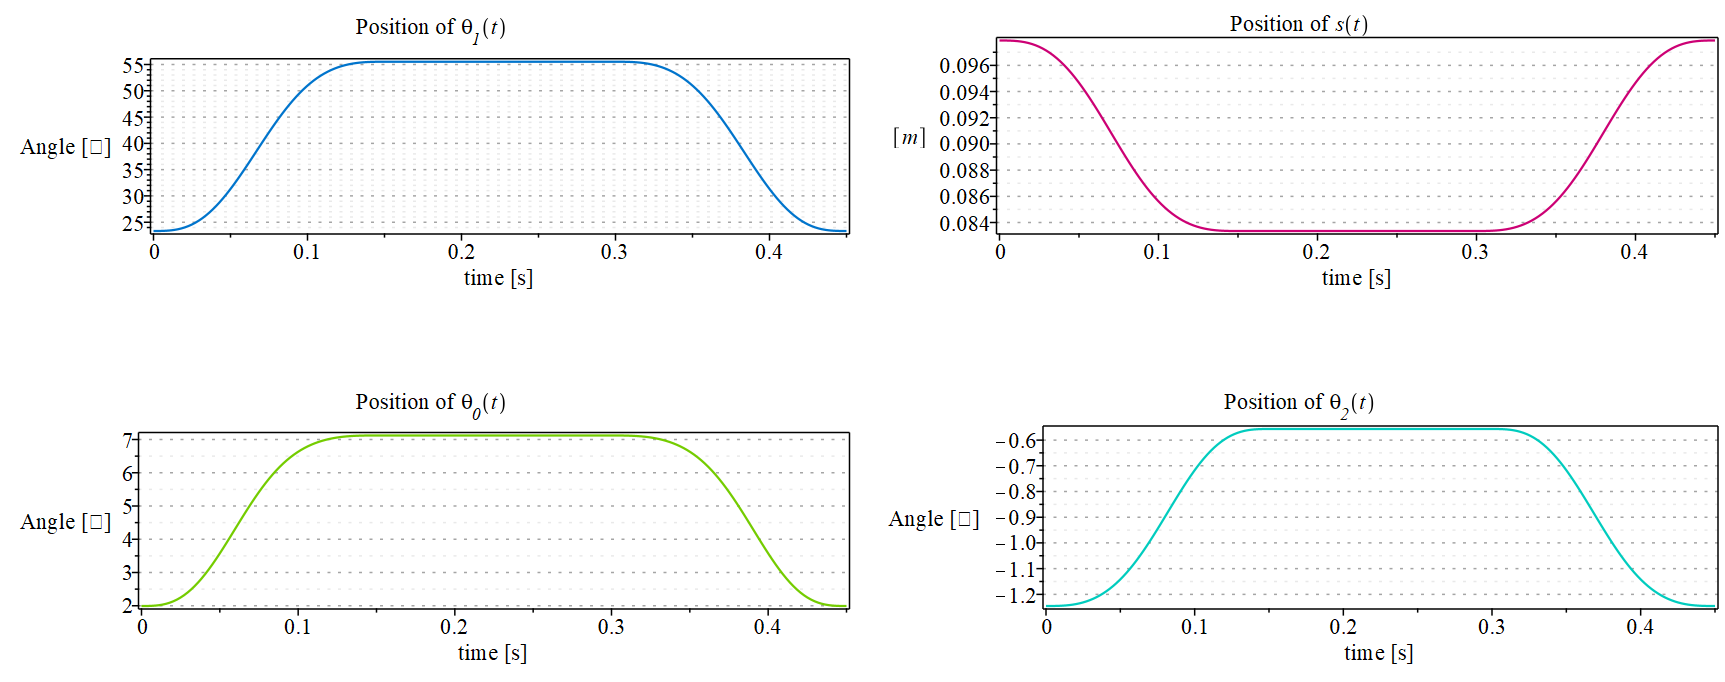 Position of θ1(t)
55
50
45
40
35
30
25
Angle [□]
0 0.1 0.2 0.3 0.4
time [s]
Position of s(t)
0.096
0.094
0.092
0.090
0.088
0.086
0.084
[m]
0 0.1 0.2 0.3 0.4
time [s]
Position of θ0(t)
7
6
5
4
3
2
Angle [□]
0 0.1 0.2 0.3 0.4
time [s]
Position of θ2(t)
−0.6
−0.7
−0.8
−0.9
−1.0
−1.1
−1.2
Angle [□]
0 0.1 0.2 0.3 0.4
time [s]